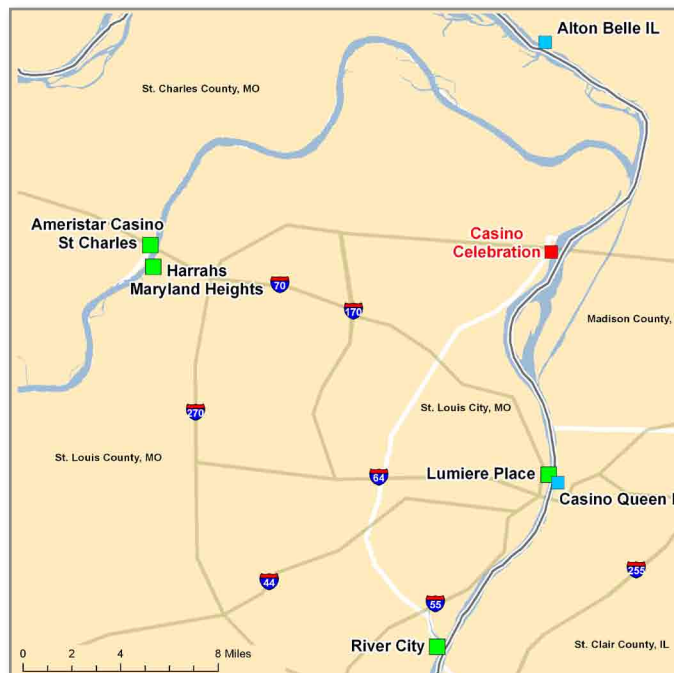 Alton Belle IL
St. Charles County, MO
Ameristar Casino
St Charles
Casino
Celebration
Harrahs
Maryland Heights
70
170
Madison County,
270
St. Louis City, MO
St. Louis County, MO
Lumiere Place
64
Casino Queen I
255
44
55
River City
St. Clair County, IL
0 2 4 8 Miles